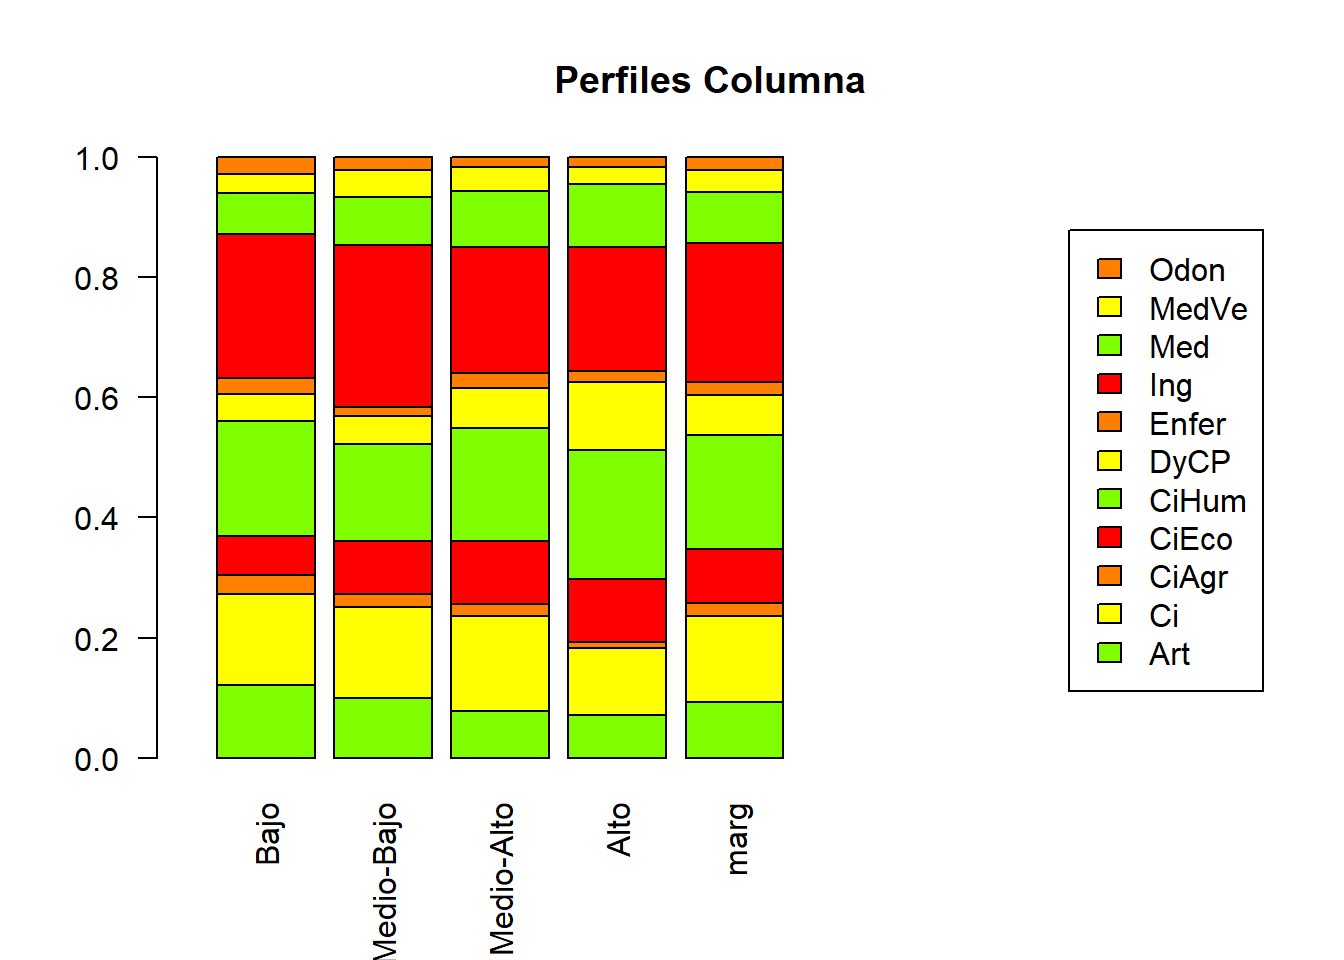 Perfiles Columna
1.0
0.8
0.6
0.4
0.2
0.0
Bajo
Medio-Bajo
Medio-Alto
Alto
marg
Odon
MedVe
Med
Ing
Enfer
DyCP
CiHum
CiEco
CiAgr
Ci
Art